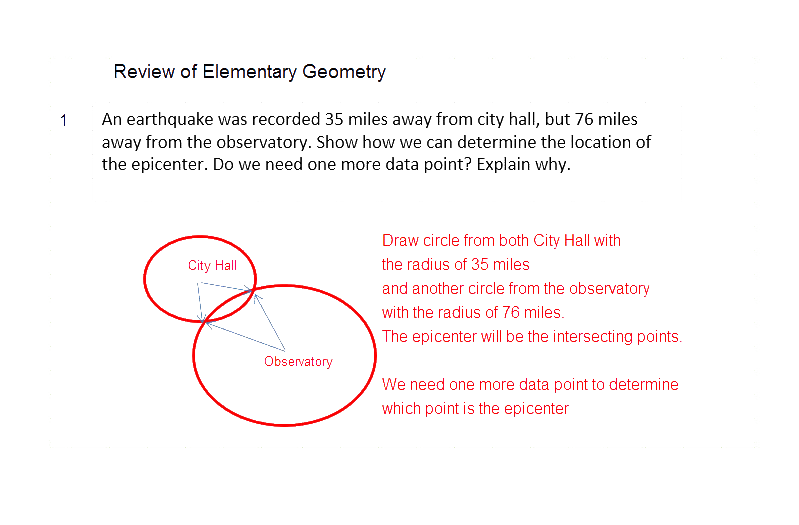 Review of Elementary Geometry
1 An earthquake was recorded 35 miles away from city hall, but 76 miles
away from the observatory. Show how we can determine the location of
the epicenter. Do we need one more data point? Explain why.
Draw circle from both City Hall with
City Hall
the radius of 35 miles
and another circle from the observatory
with the radius of 76 miles.
The epicenter will be the intersecting points.
Observatory
We need one more data point to determine
which point is the epicenter